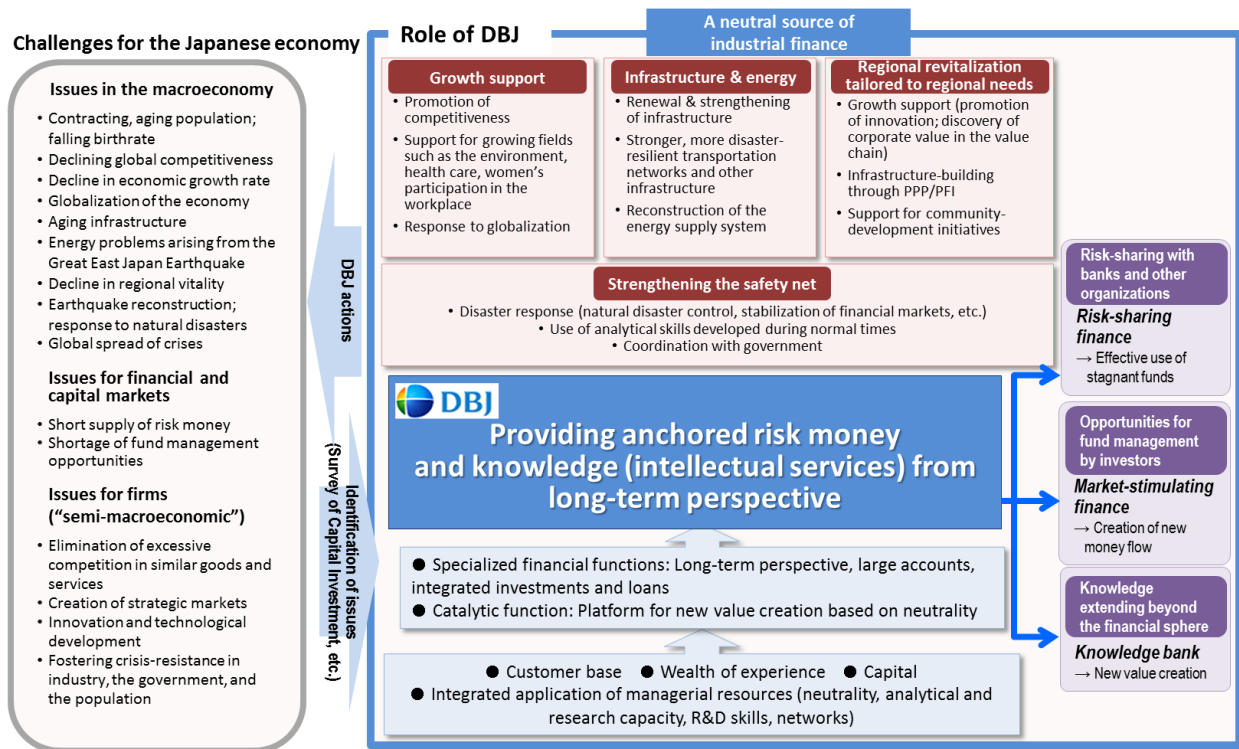 Challenges for the Japanese economy
Issues in the macroeconomy
• Contracting, aging population;
falling birthrate
• Declining global competitiveness
• Decline in economic growth rate
• Globalization of the economy
• Aging infrastructure
• Energy problems arising from the
Great East Japan Earthquake
• Decline in regional vitality
• Earthquake reconstruction;
response to natural disasters
• Global spread of crises
Issues for financial and
capital markets
• Short supply of risk money
• Shortage of fund management
opportunities
Issues for firms
(“semi-macroeconomic”)
• Elimination of excessive
competition in similar goods and
services
• Creation of strategic markets
• Innovation and technological
development
• Fostering crisis-resistance in
industry, the government, and
the population
DBJ actions
Identification of issues
(Survey of Capital Investment, etc.)
Role of DBJ
A neutral source of
industrial finance
Growth support
• Promotion of
competitiveness
• Support for growing fields
such as the environment,
health care, women’s
participation in the
workplace
• Response to globalization
Infrastructure & energy
• Renewal & strengthening
of infrastructure
• Stronger, more disaster-
resilient transportation
networks and other
infrastructure
• Reconstruction of the
energy supply system
Regional revitalization
tailored to regional needs
• Growth support (promotion
of innovation; discovery of
corporate value in the value
chain)
• Infrastructure-building
through PPP/PFI
• Support for community-
development initiatives
Strengthening the safety net
• Disaster response (natural disaster control, stabilization of financial markets, etc.)
• Use of analytical skills developed during normal times
• Coordination with government
DBJ
Providing anchored risk money
and knowledge (intellectual services) from
long-term perspective
● Specialized financial functions: Long-term perspective, large accounts,
integrated investments and loans
● Catalytic function: Platform for new value creation based on neutrality
● Customer base ● Wealth of experience ● Capital
● Integrated application of managerial resources (neutrality, analytical and
research capacity, R&D skills, networks)
Risk-sharing with
banks and other
organizations
Risk-sharing
finance
→ Effective use of
stagnant funds
Opportunities for
fund management
by investors
Market-stimulating
finance
→ Creation of new
money flow
Knowledge
extending beyond
the financial sphere
Knowledge bank
→ New value creation